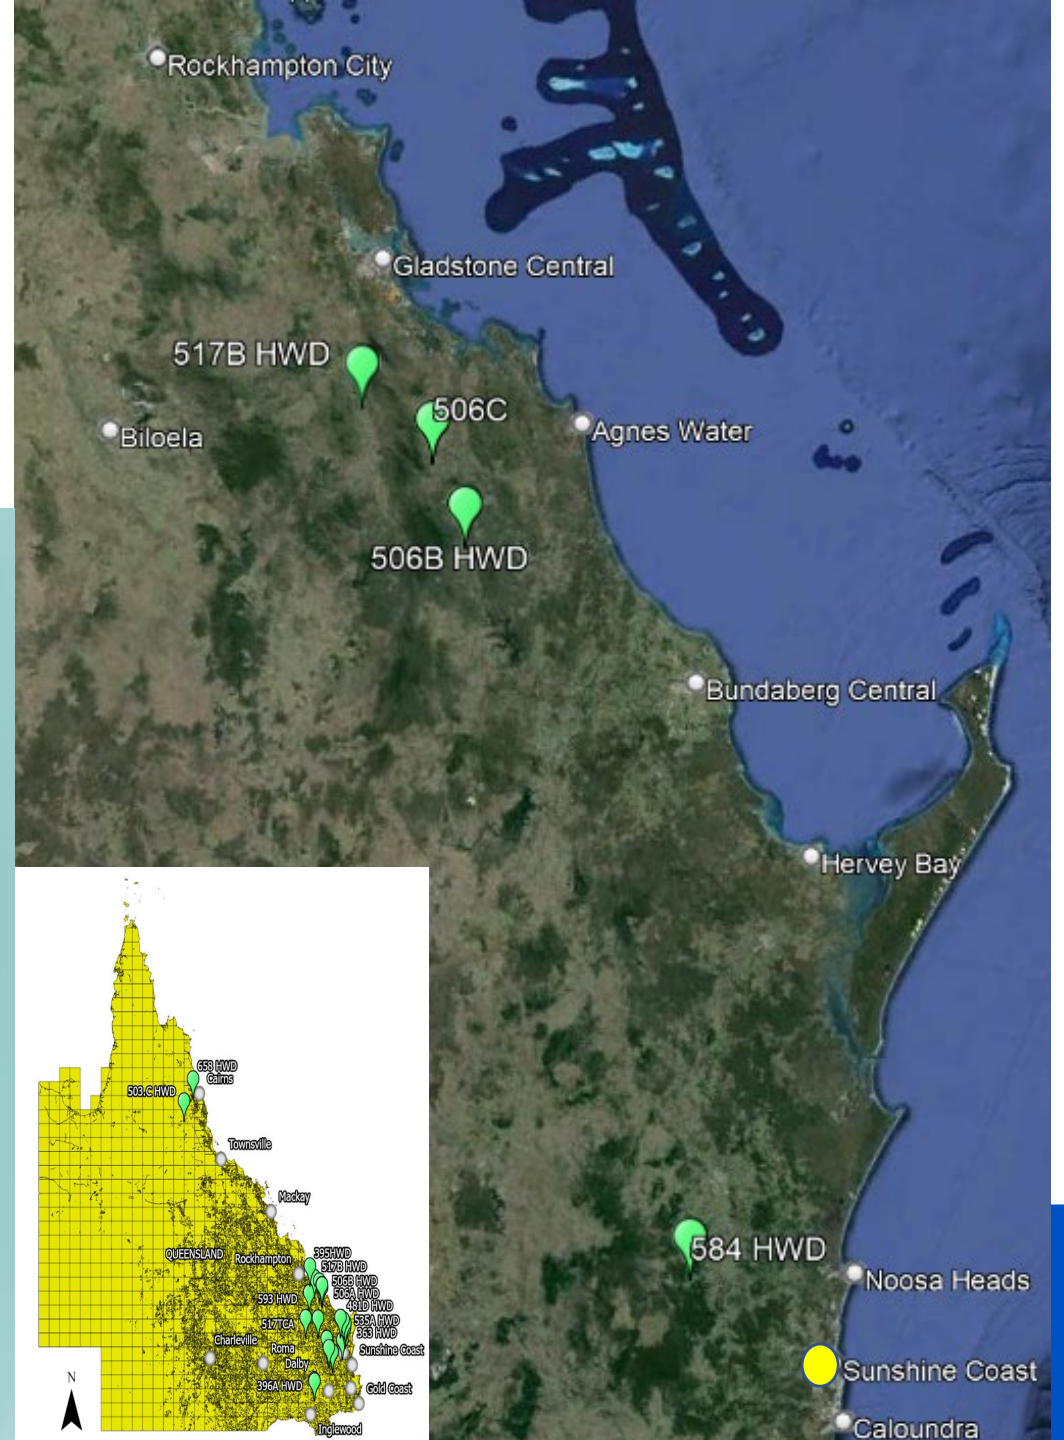 Rockhampton City
Gladstone Central
517B HWD
506C
Agnes Water
Biloela
506B HWD
Bundaberg Central
Hervey Bay
584 HWD
Noosa Heads
Sunshine Coast
Caloundra
658 HWD
Cairns
503.C HWD
Townsville
Mackay
QUEENSLAND
Rockhampton
395HWD
517B HWD
506B HWD
506A HWD
593 HWD
481D HWD
517TCA
535A HWD
363 HWD
Charleville
Roma
Sunshine Coast
Dalby
396A HWD
Gold Coast
Inglewood
N